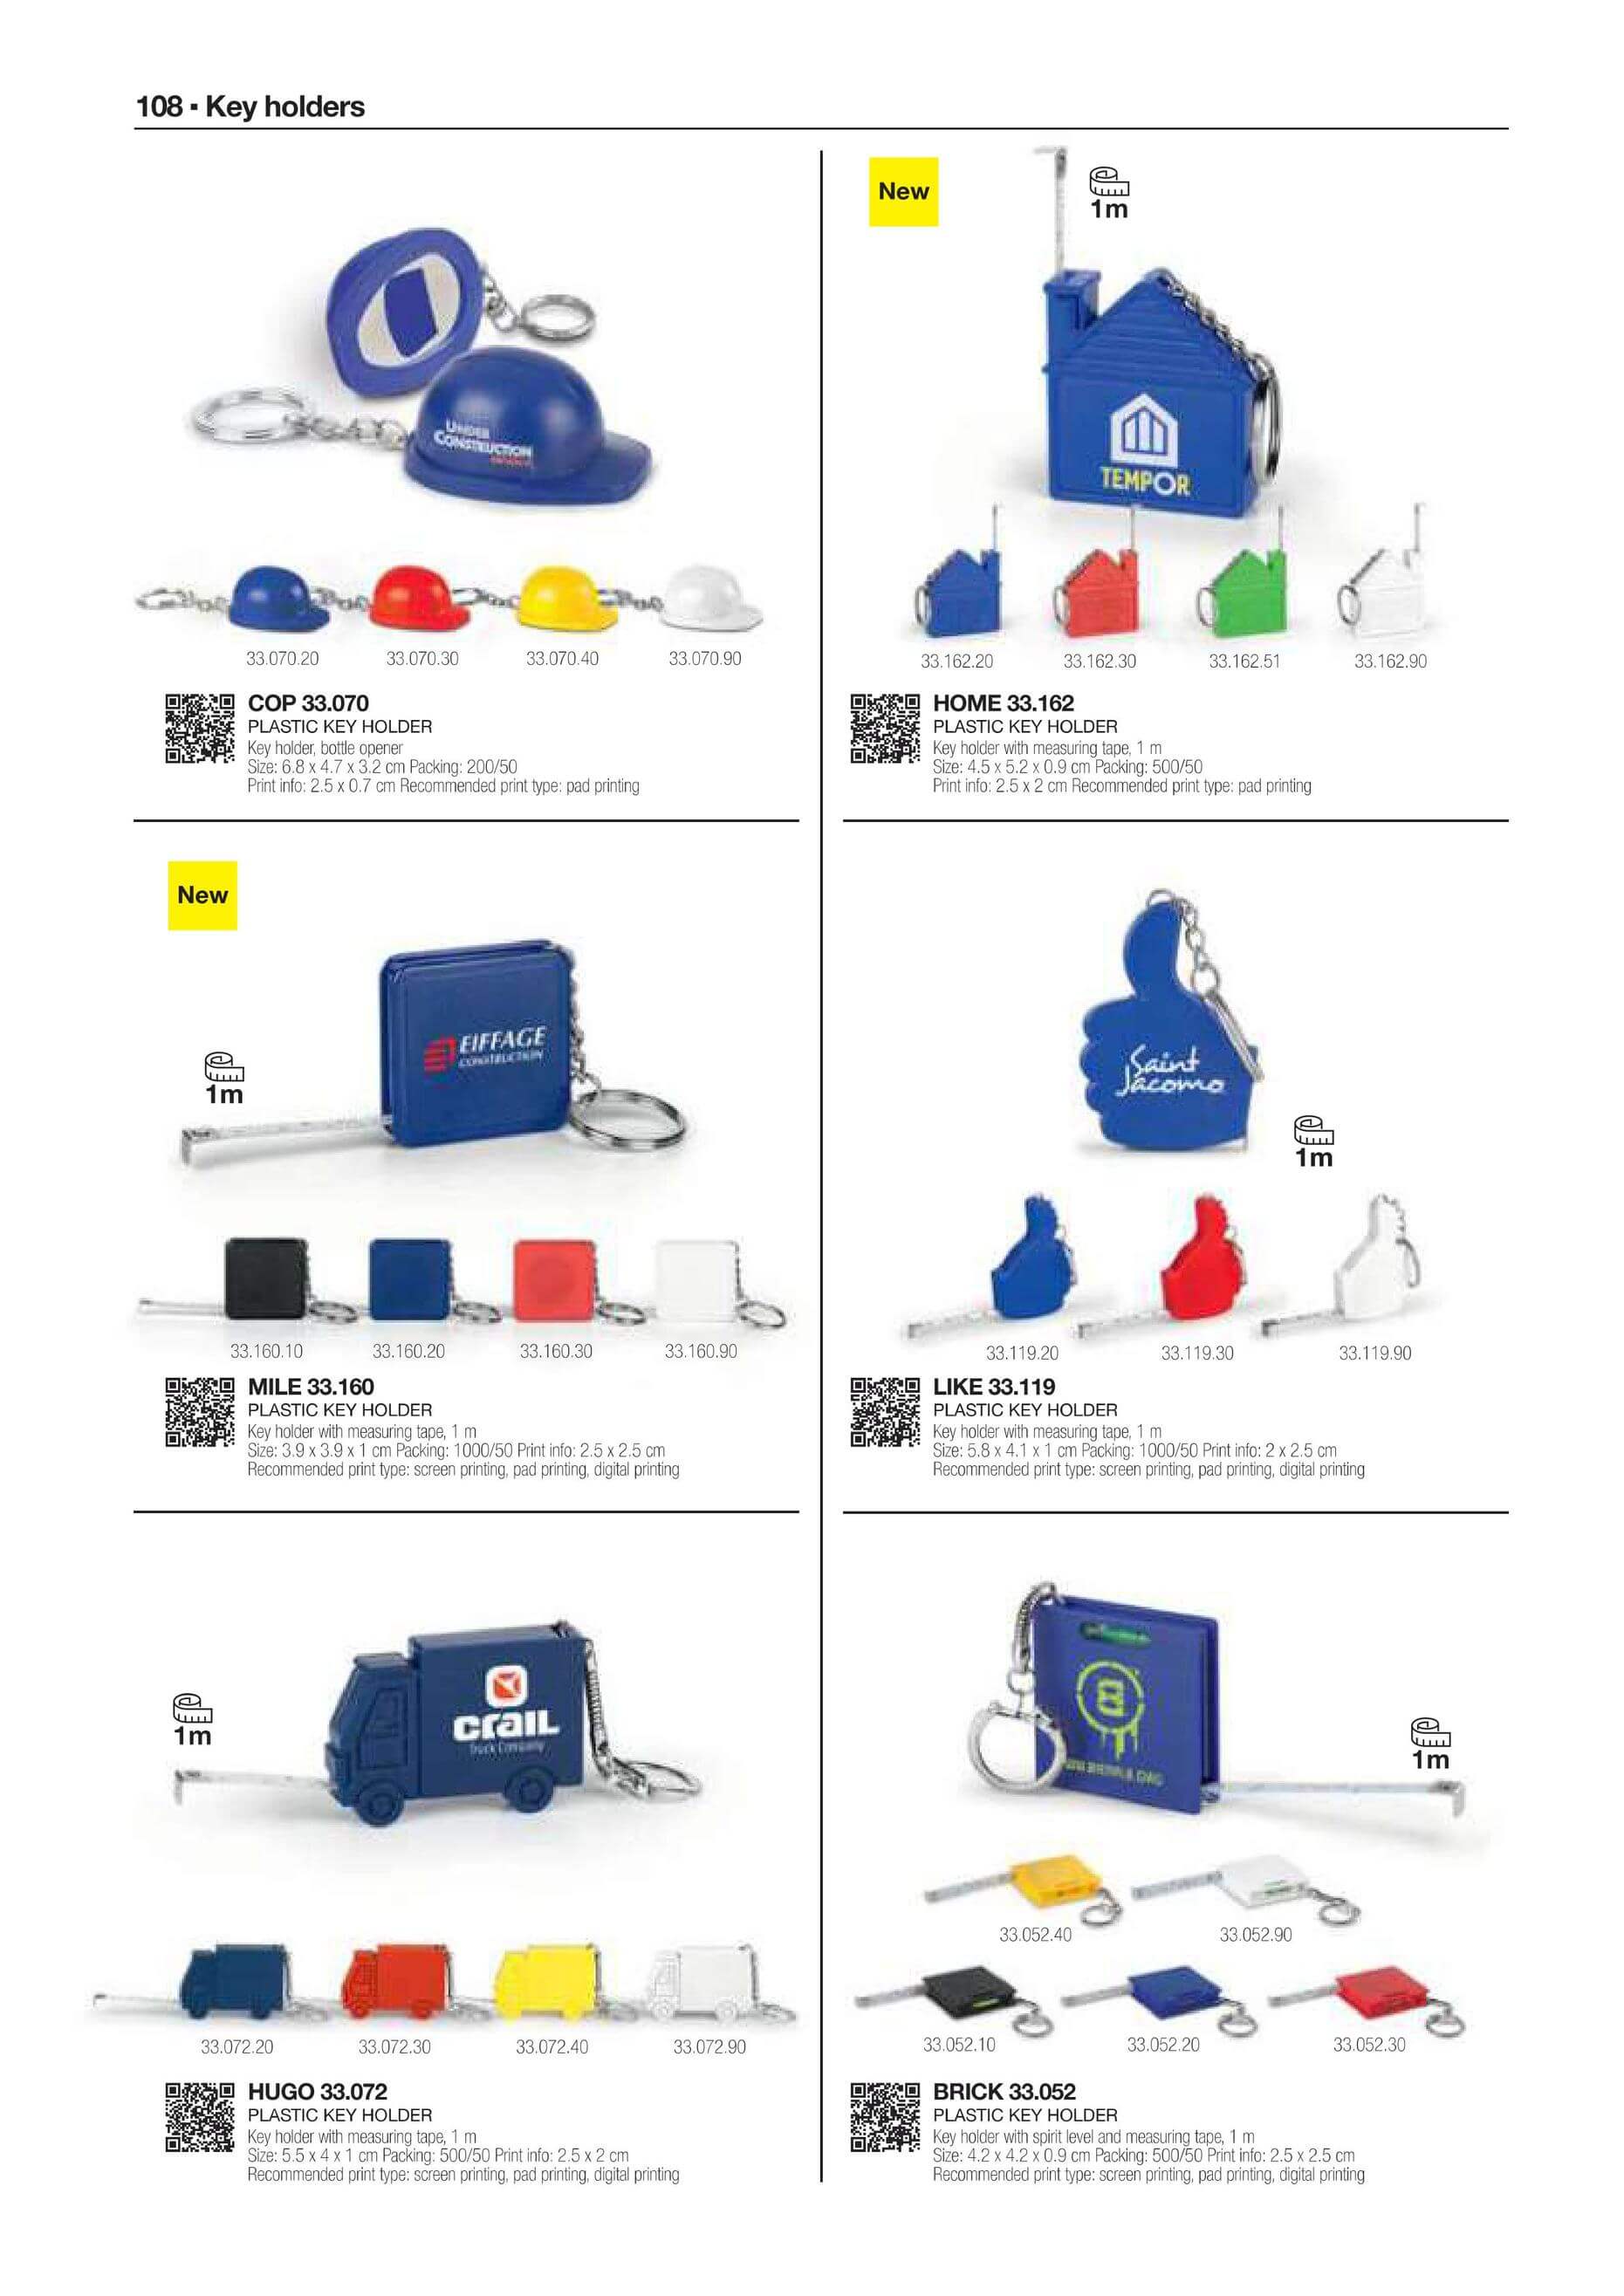 108 ▪ Key holders
UNDER
CONSTRUCTION
33.070.20 33.070.30 33.070.40 33.070.90
COP 33.070
PLASTIC KEY HOLDER
Key holder, bottle opener
Size: 6.8 x 4.7 x 3.2 cm Packing: 200/50
Print info: 2.5 x 0.7 cm Recommended print type: pad printing
New
1m
TEMPOR
33.162.20 33.162.30 33.162.51 33.162.90
HOME 33.162
PLASTIC KEY HOLDER
Key holder with measuring tape, 1 m
Size: 4.5 x 5.2 x 0.9 cm Packing: 500/50
Print info: 2.5 x 2 cm Recommended print type: pad printing
New
EIFFAGE
CONSTRUCTION
1m
33.160.10 33.160.20 33.160.30 33.160.90
MILE 33.160
PLASTIC KEY HOLDER
Key holder with measuring tape, 1 m
Size: 3.9 x 3.9 x 1 cm Packing: 1000/50 Print info: 2.5 x 2.5 cm
Recommended print type: screen printing, pad printing, digital printing
Saint
Jacomo
1m
33.119.20 33.119.30 33.119.90
LIKE 33.119
PLASTIC KEY HOLDER
Key holder with measuring tape, 1 m
Size: 5.8 x 4.1 x 1 cm Packing: 1000/50 Print info: 2 x 2.5 cm
Recommended print type: screen printing, pad printing, digital printing
1m
crail
Truck Company
33.072.20 33.072.30 33.072.40 33.072.90
HUGO 33.072
PLASTIC KEY HOLDER
Key holder with measuring tape, 1 m
Size: 5.5 x 4 x 1 cm Packing: 500/50 Print info: 2.5 x 2 cm
Recommended print type: screen printing, pad printing, digital printing
8
1m
33.052.40 33.052.90
33.052.10 33.052.20 33.052.30
BRICK 33.052
PLASTIC KEY HOLDER
Key holder with spirit level and measuring tape, 1 m
Size: 4.2 x 4.2 x 0.9 cm Packing: 500/50 Print info: 2.5 x 2.5 cm
Recommended print type: screen printing, pad printing, digital printing